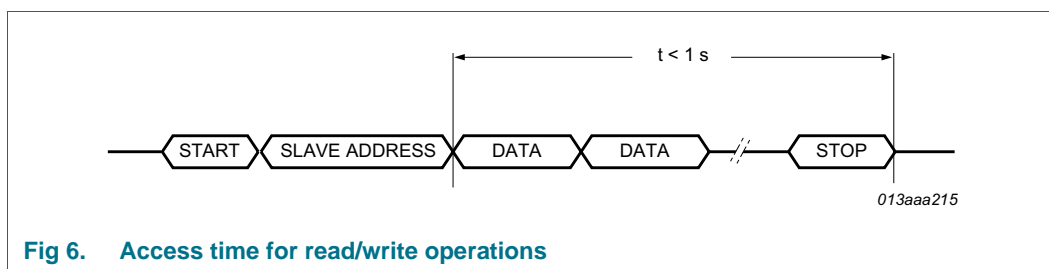 t < 1 s
START SLAVE ADDRESS DATA DATA STOP
013aaa215
Fig 6. Access time for read/write operations